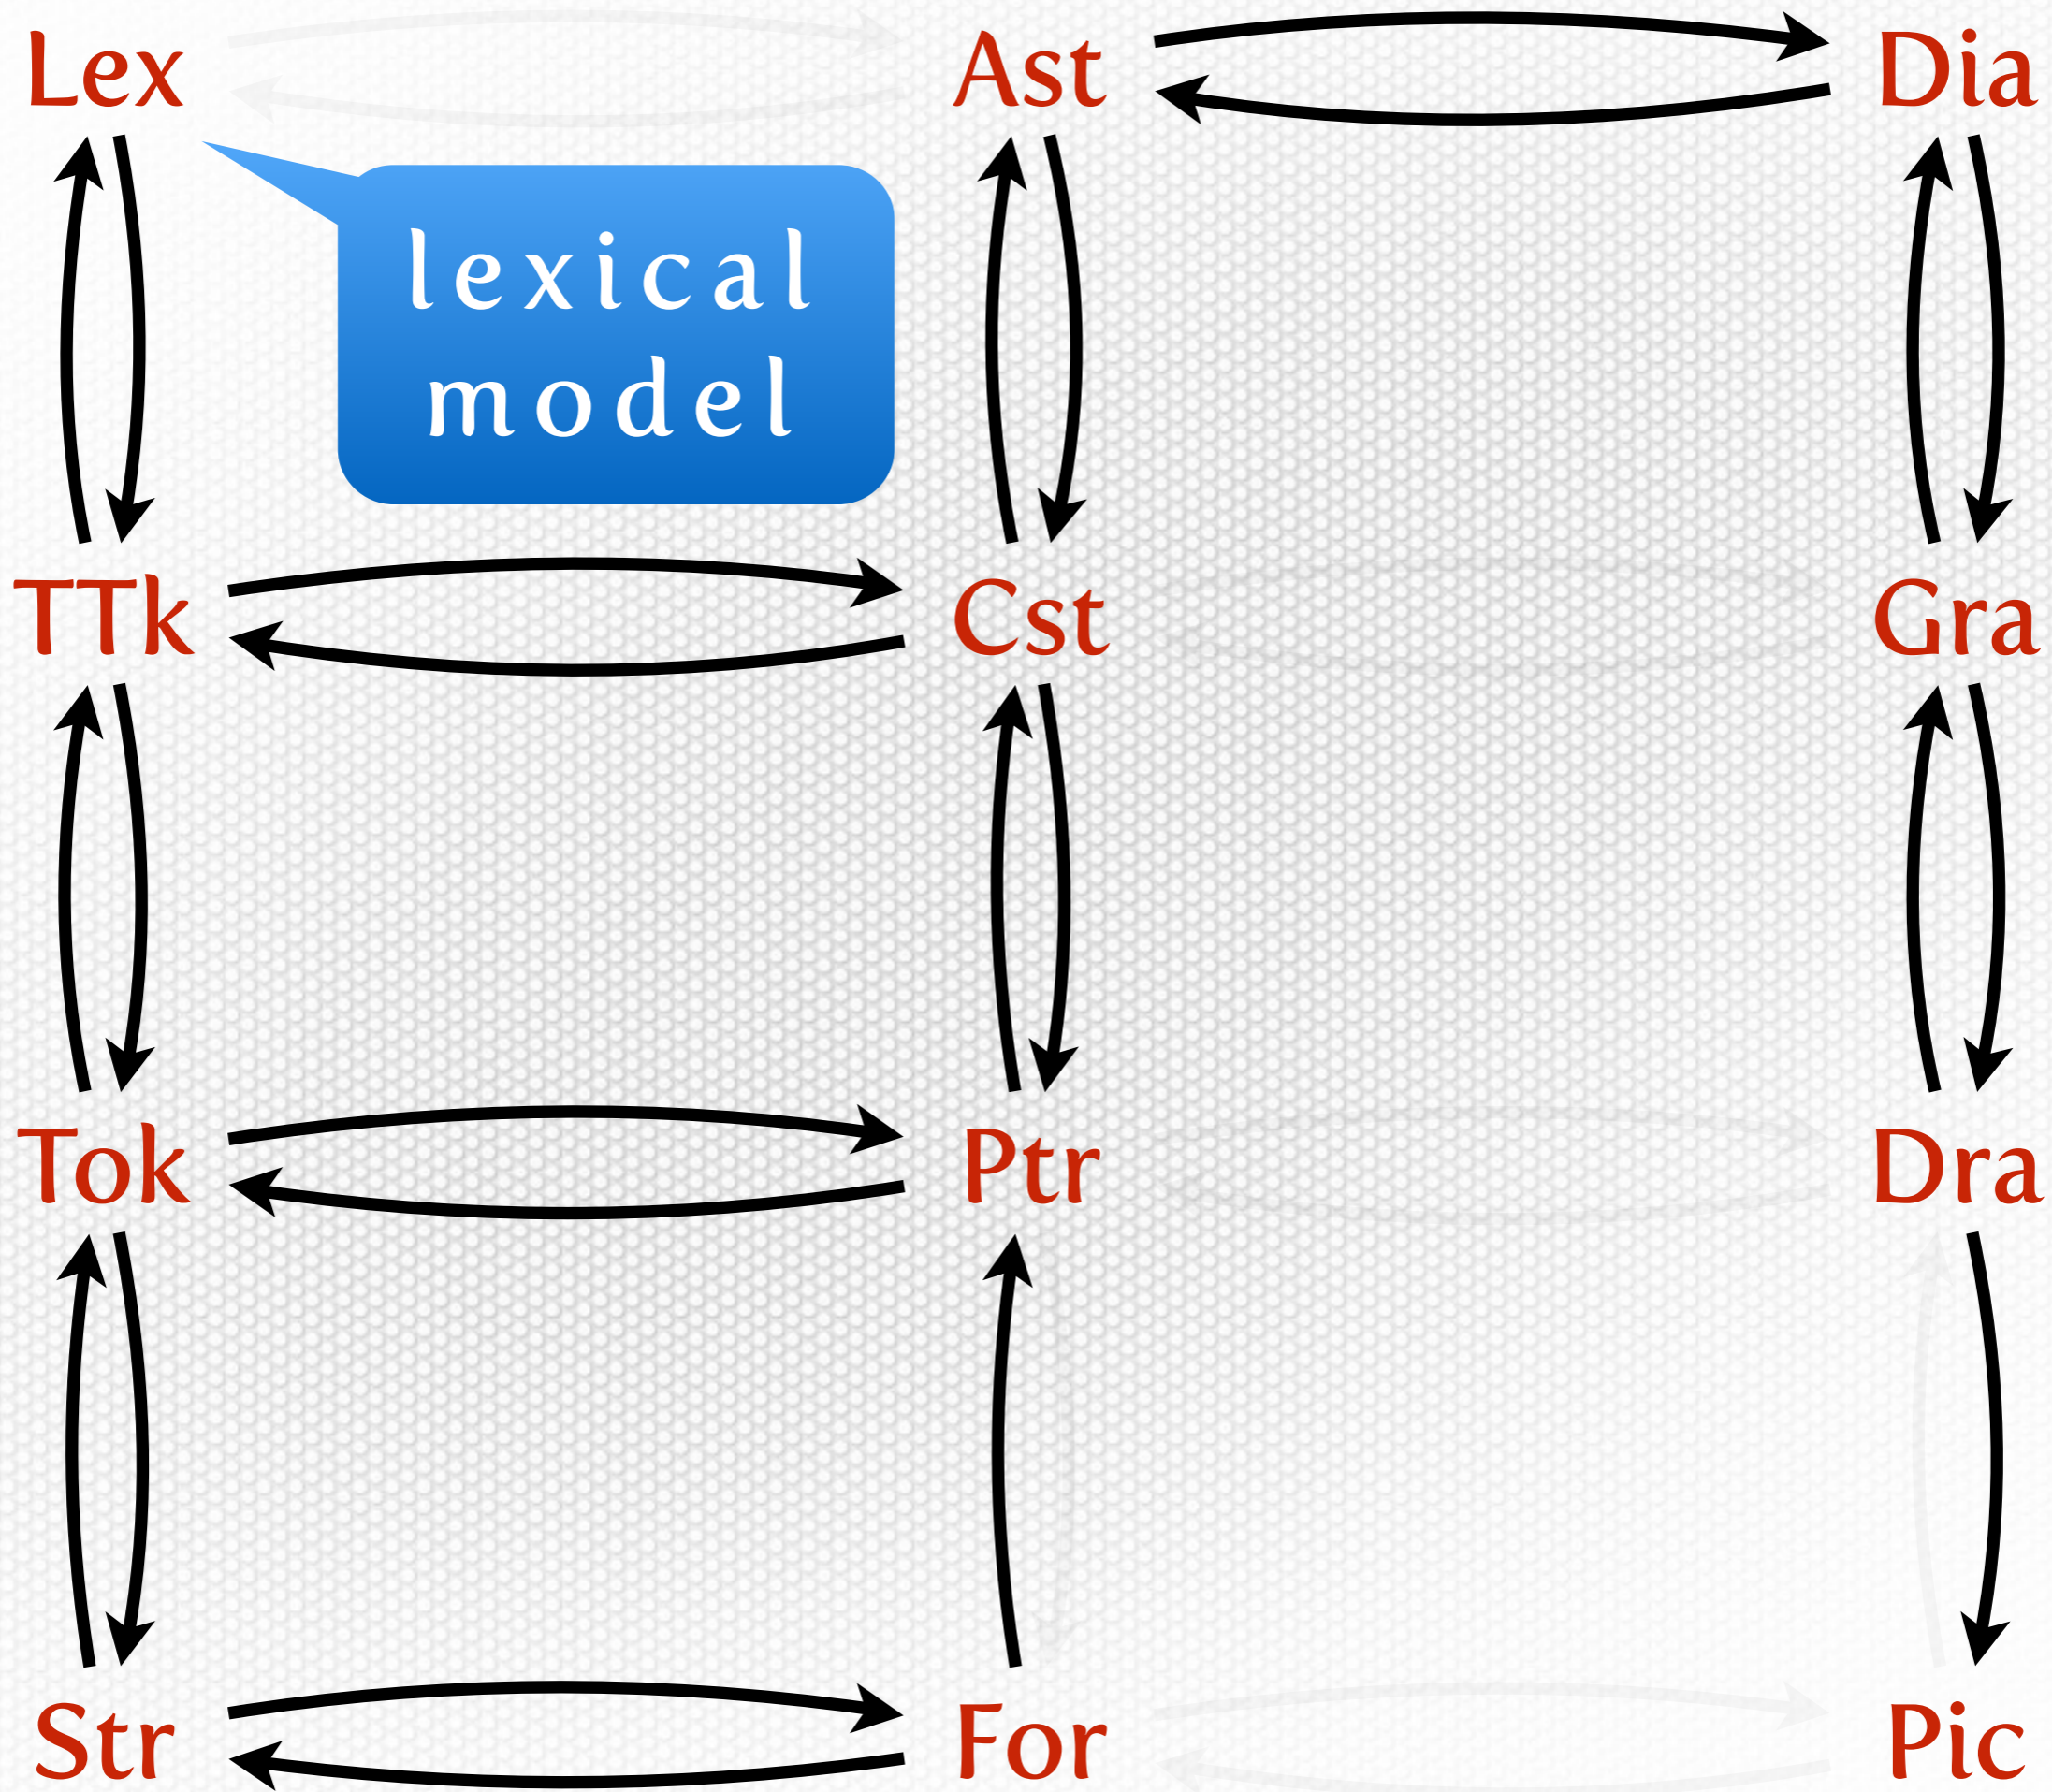 Lex Ast Dia
lexical
model
TTk Cst Gra
Tok Ptr Dra
Str For Pic